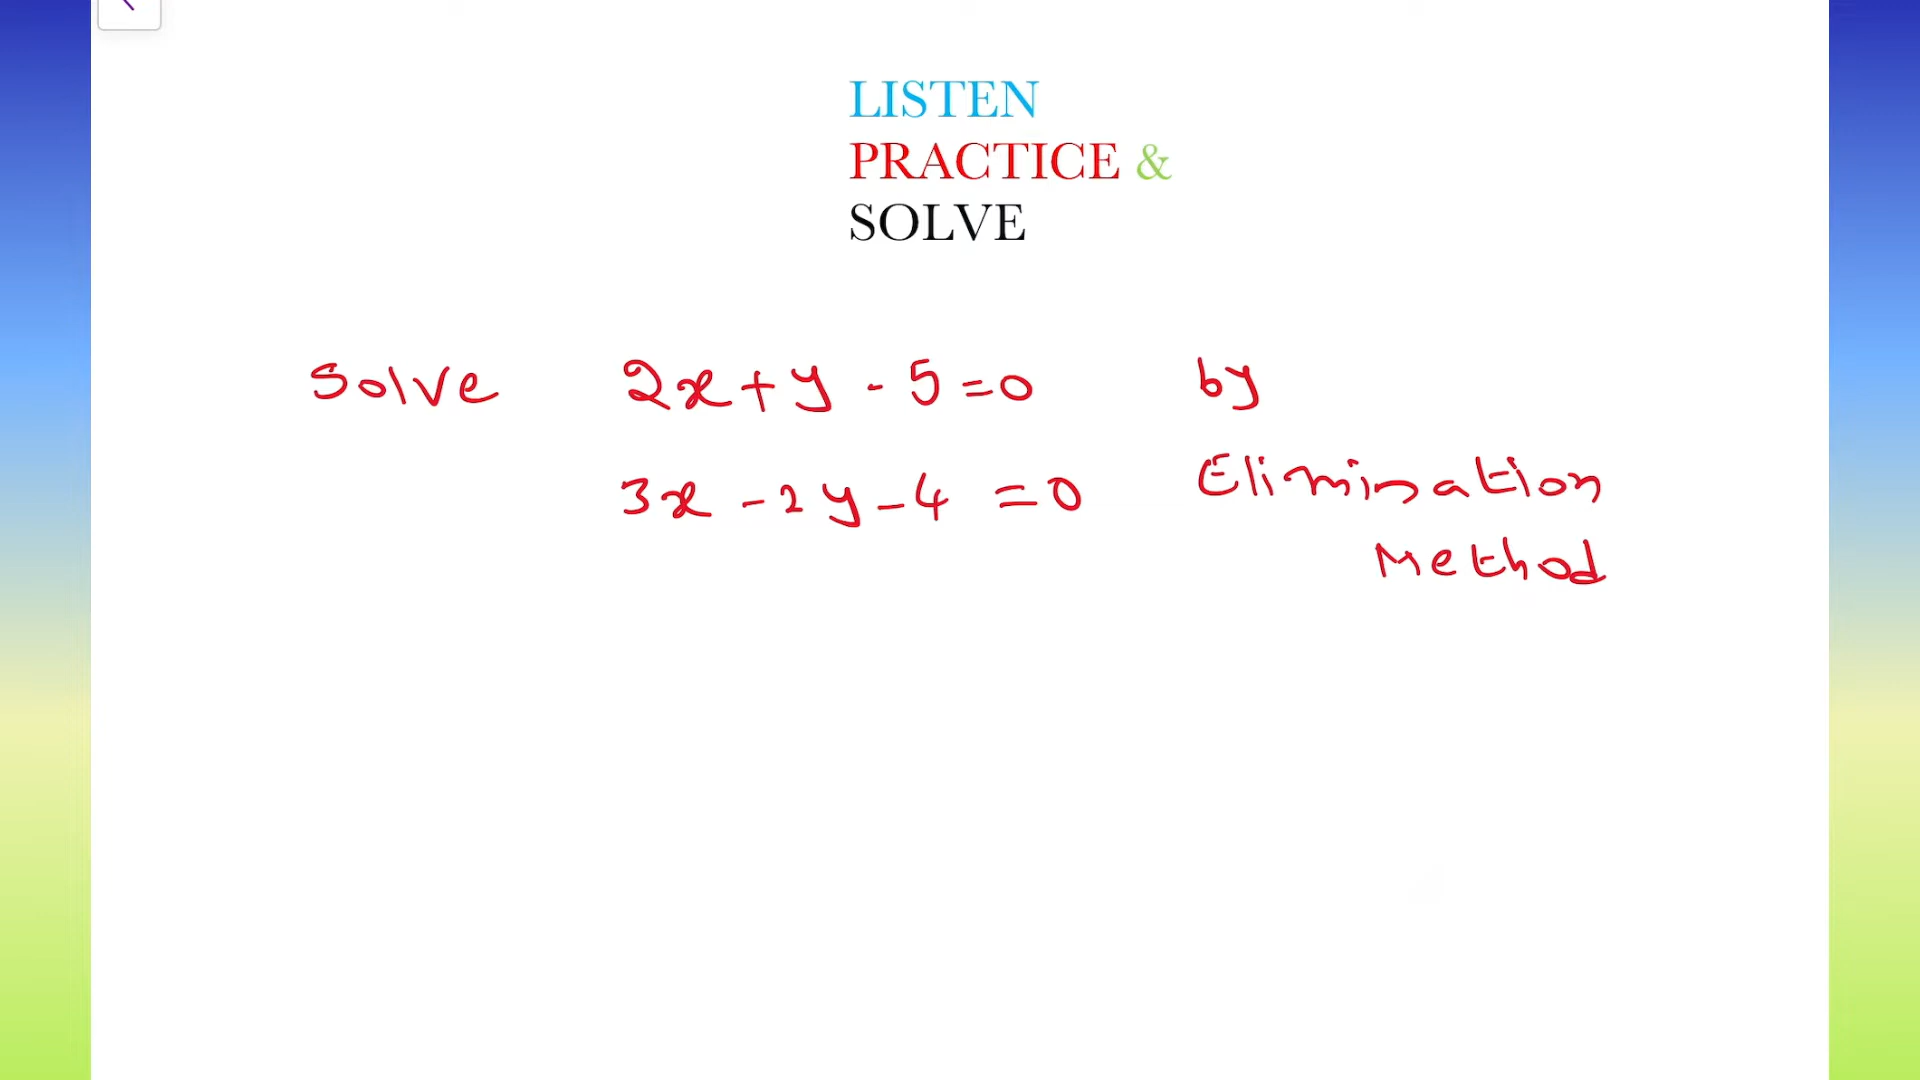 LISTEN
PRACTICE &
SOLVE
Solve 2x+y-5=0 by
3x-2y-4=0 Elimination
Method